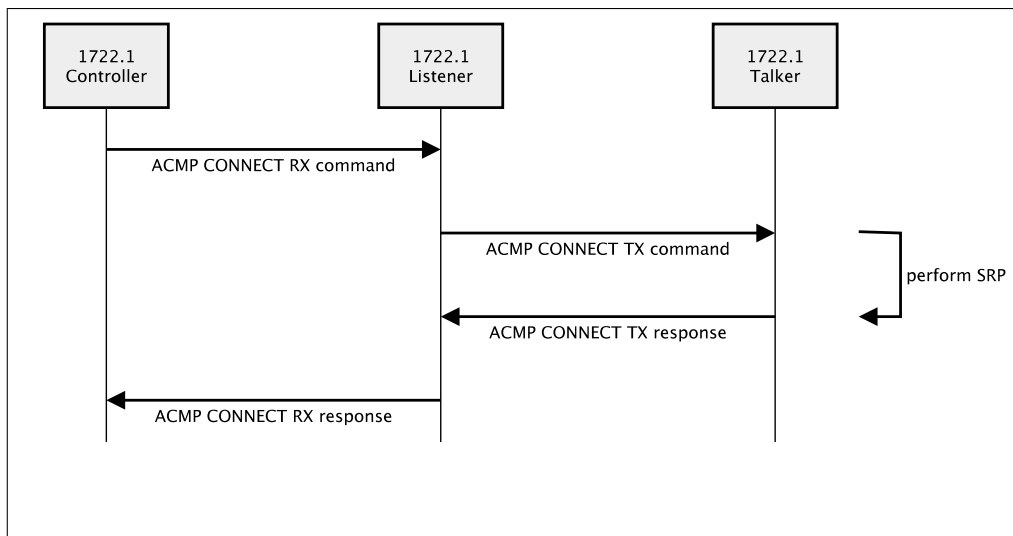 1722.1
Controller
1722.1
Listener
1722.1
Talker
ACMP CONNECT RX command
ACMP CONNECT TX command
perform SRP
ACMP CONNECT TX response
ACMP CONNECT RX response